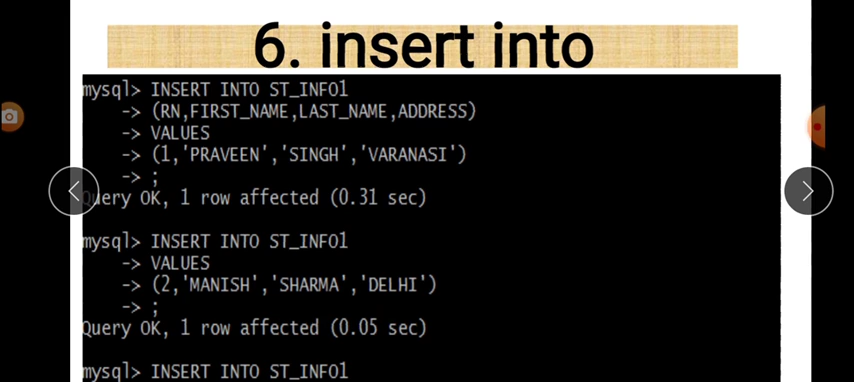 6. insert into
mysql> INSERT INTO ST_INFO1
-> (RN,FIRST_NAME,LAST_NAME,ADDRESS)
-> VALUES
-> (1,'PRAVEEN','SINGH','VARANASI')
-> ;
Query OK, 1 row affected (0.31 sec)
mysql> INSERT INTO ST_INFO1
-> VALUES
-> (2,'MANISH','SHARMA','DELHI')
-> ;
Query OK, 1 row affected (0.05 sec)
mysql> INSERT INTO ST_INFO1